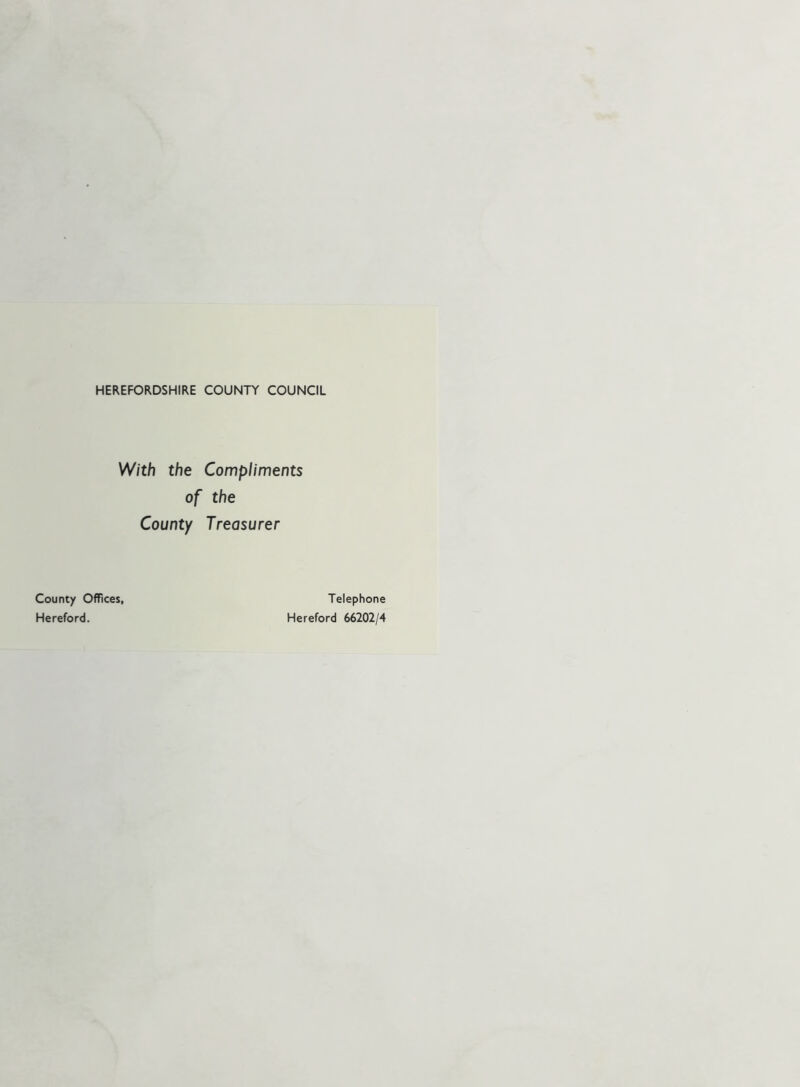 HEREFORDSHIRE COUNTY COUNCIL
With the Compliments
of the
County Treasurer
County Offices,
Hereford.
Telephone
Hereford 66202/4